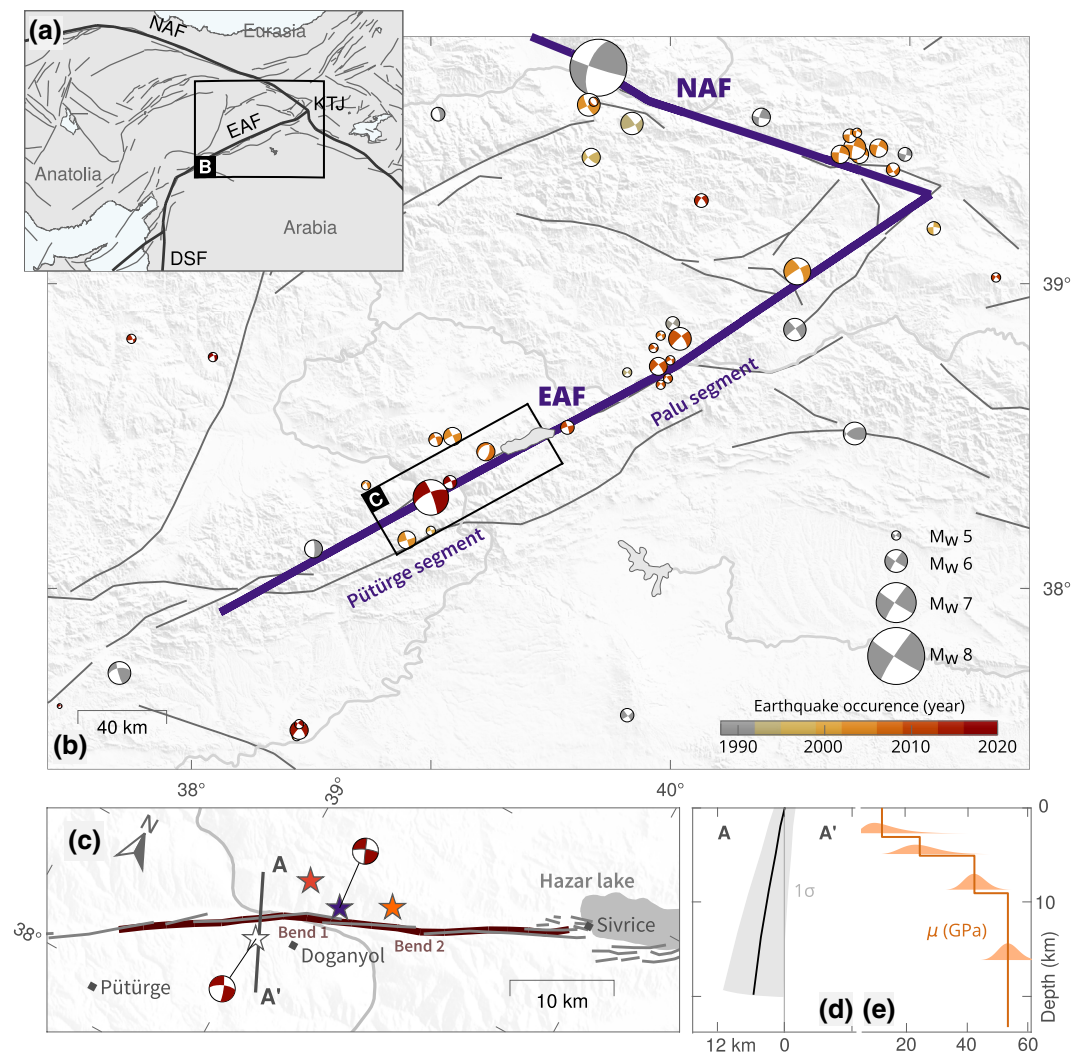 (a)
NAF
Eurasia
KTJ
EAF
B
Anatolia
Arabia
DSF
NAF
39°
EAF
Palu segment
C
Pütürge segment
Mw 5
Mw 6
Mw 7
Mw 8
38°
Earthquake occurence (year)
1990 2000 2010 2020
40 km
(b)
38° 39° 40°
(c)
N
A
Hazar lake
38°
Bend 1
Bend 2
Sivrice
Doganyol
Pütürge
A'
10 km
A A'
1σ
(d)
12 km 0
0
10
μ (GPa)
Depth (km)
(e)
20 40 60